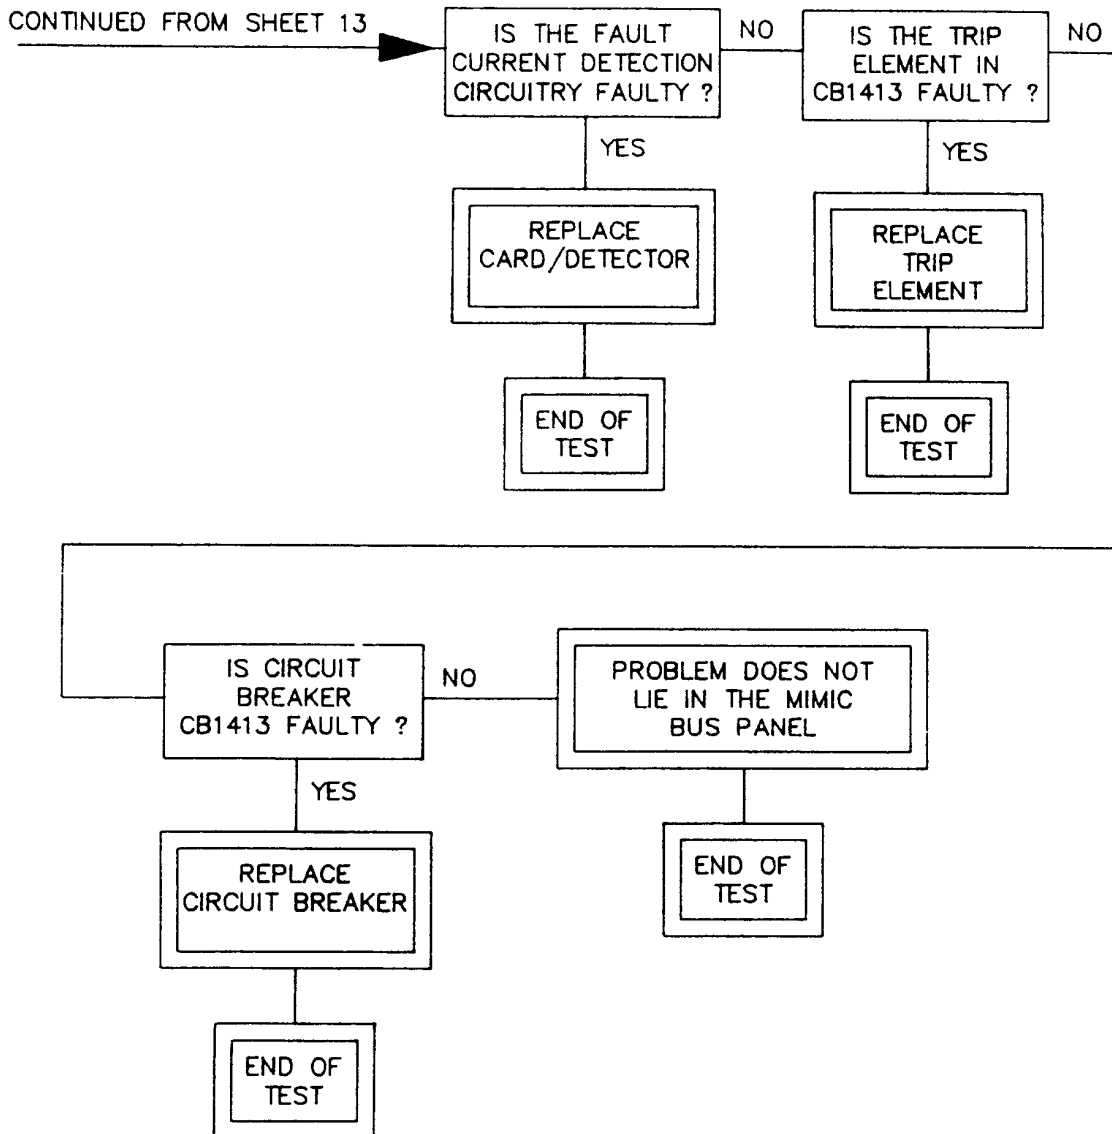 CONTINUED FROM SHEET 13
IS THE FAULT
CURRENT DETECTION
CIRCUITRY FAULTY ?
NO
IS THE TRIP
ELEMENT IN
CB1413 FAULTY ?
NO
YES
YES
REPLACE
CARD/DETECTOR
REPLACE
TRIP
ELEMENT
END OF
TEST
END OF
TEST
IS CIRCUIT
BREAKER
CB1413 FAULTY ?
NO
PROBLEM DOES NOT
LIE IN THE MIMIC
BUS PANEL
YES
REPLACE
CIRCUIT BREAKER
END OF
TEST
END OF
TEST